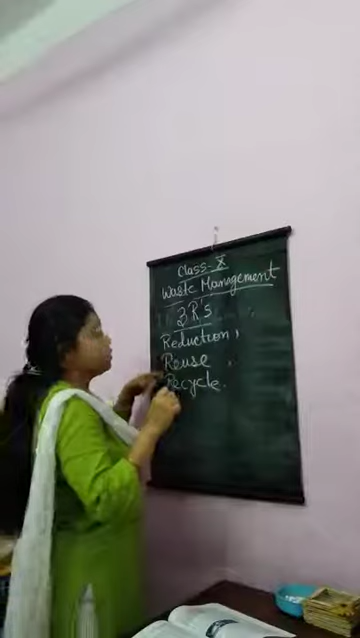 Class-X
Waste Management
3R's
Reduction,
Reuse
Recycle.